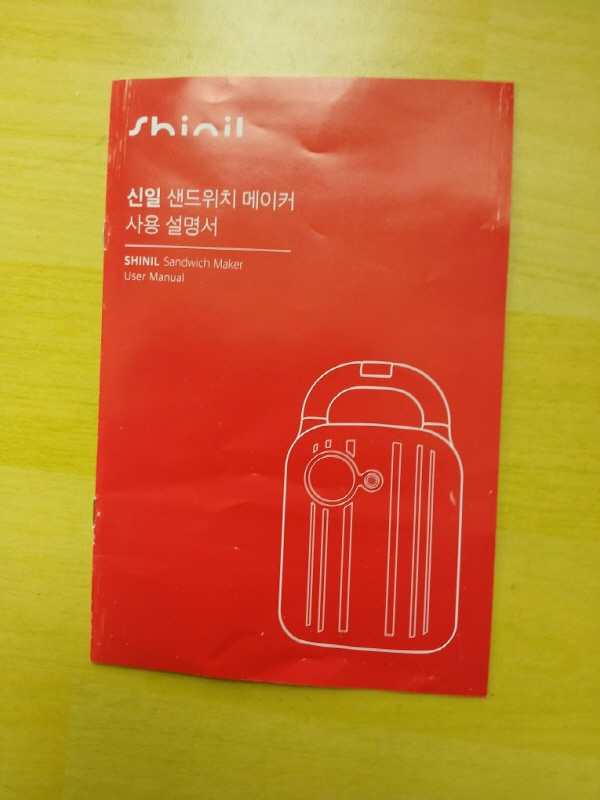 shinil
신일 샌드위치 메이커
사용 설명서
SHINIL Sandwich Maker
User Manual